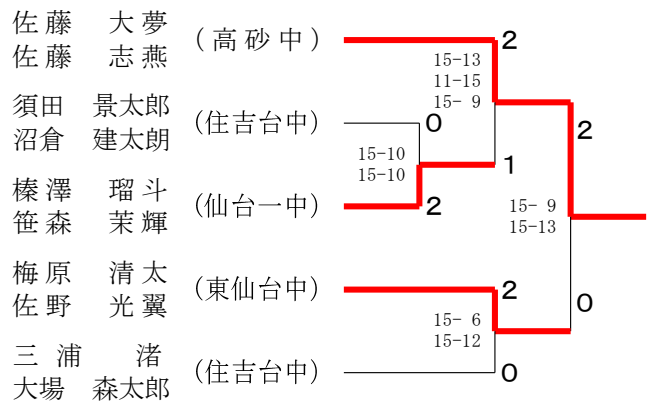 佐藤 大夢
佐藤 志燕
(高砂中)
2
15-13
11-15
15- 9
須田 景太郎
沼倉 建太朗
(住吉台中)
0
2
15-10
15-10
1
榛澤 瑠斗
笹森 茉輝
(仙台一中)
2
15- 9
15-13
梅原 清太
佐野 光翼
(東仙台中)
2
0
15- 6
15-12
三浦 渚
大場 森太郎
(住吉台中)
0